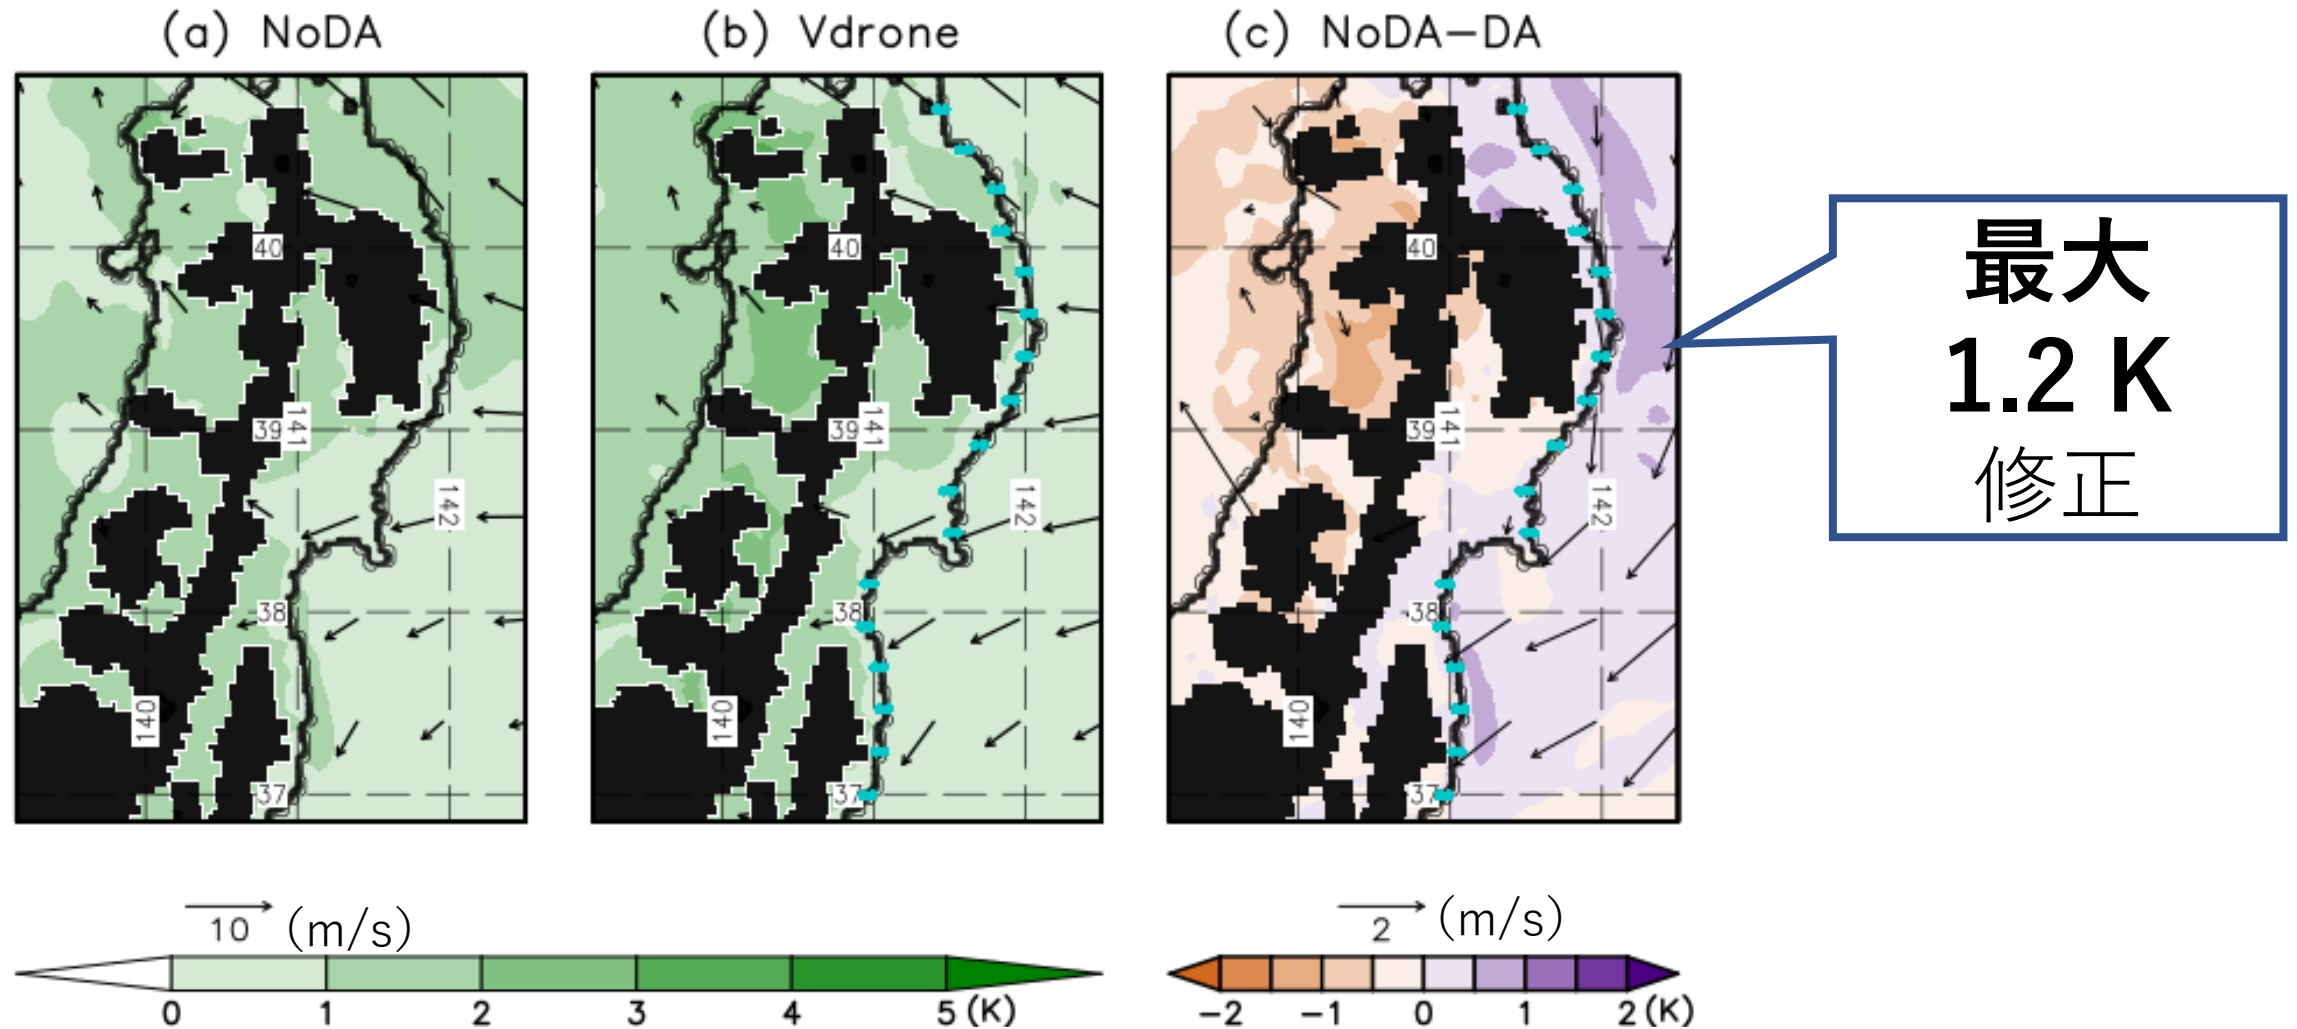 (a) NoDA
(b) Vdrone
(c) NoDA−DA
40
39
141
142
38
140
37
40
39
141
142
38
140
37
40
39
141
142
38
140
37
最大
1.2 K
修正
10 (m/s)
0 1 2 3 4 5 (K)
2 (m/s)
−2 −1 0 1 2 (K)